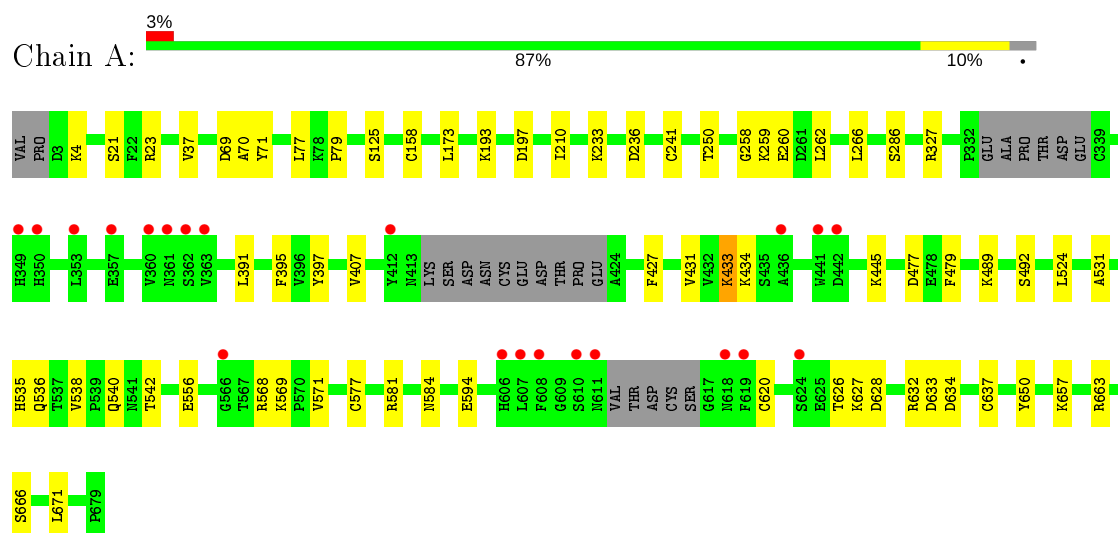 3%
Chain A:
87% 10% •
VAL PRO D3 K4 S21 F22 R23 V37 D69 A70 Y71 L77 K78 P79 S125 C158 L173 K193 D197 I210 K233 D236 C241 T250 G258 K259 E260 D261 L262 L266 S286 R327 P332 GLU ALA PRO THR ASP GLU C339
H349 H350 L353 E357 V360 N361 S362 V363 L391 F395 V396 Y397 V407 Y412 N413 LYS SER ASP ASN CYS GLU ASP THR PRO GLU A424 F427 V431 V432 K433 K434 S435 A436 W441 D442 K445 D477 E478 F479 K489 S492 L524 A531
H535 Q536 T537 V538 P539 Q540 N541 T542 E556 G566 T567 R568 K569 P570 V571 C577 R581 N584 E594 H606 L607 F608 G609 S610 N611 VAL THR ASP CYS SER G617 N618 F619 C620 S624 E625 T626 K627 D628 R632 D633 D634 C637 Y650 K657 R663
S666 L671 P679